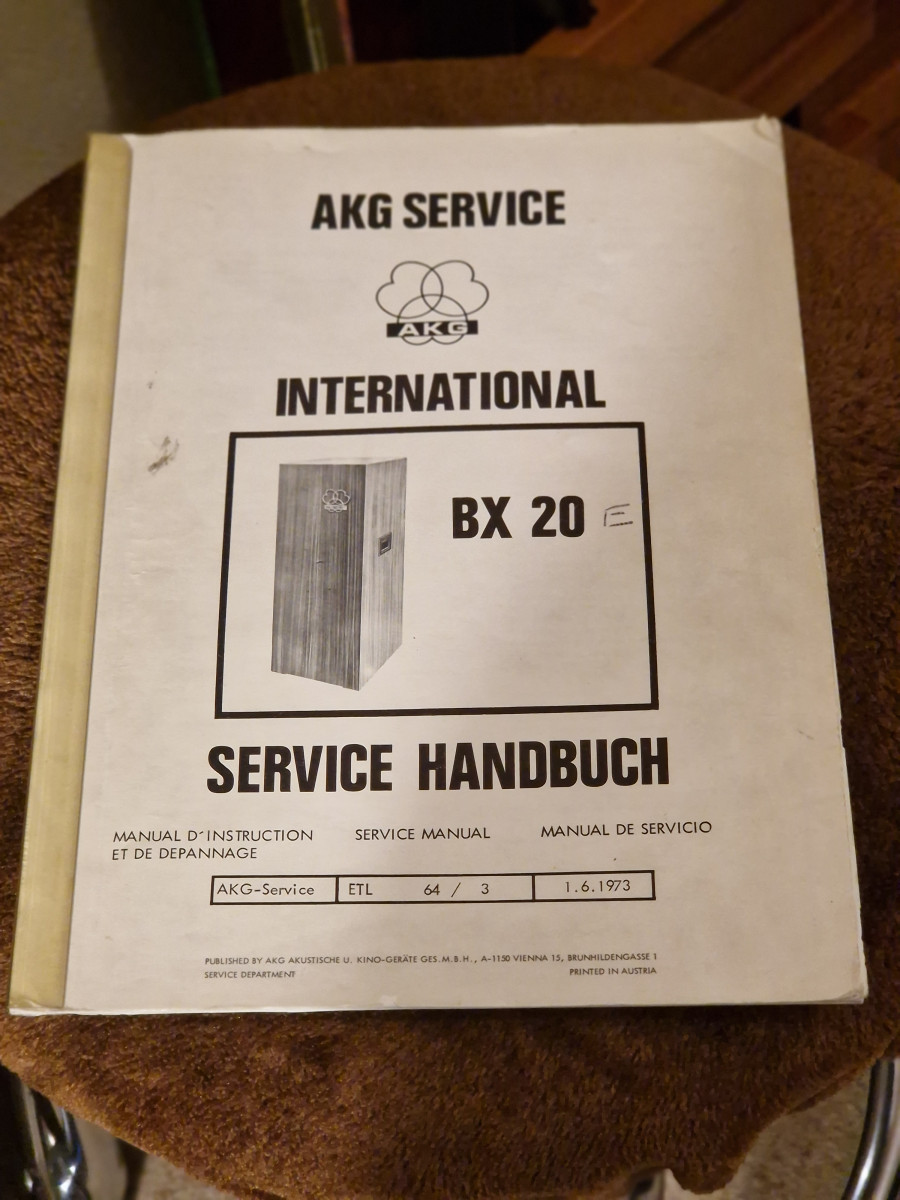 AKG SERVICE
AKG
INTERNATIONAL
BX 20 E
SERVICE HANDBUCH
MANUAL D´INSTRUCTION
ET DE DEPANNAGE
SERVICE MANUAL
MANUAL DE SERVICIO
AKG-Service ETL 64 / 3 1.6.1973
PUBLISHED BY AKG AKUSTISCHE U. KINO-GERÄTE GES.M.B.H., A-1150 VIENNA 15, BRUNHILDENGASSE 1
SERVICE DEPARTMENT PRINTED IN AUSTRIA